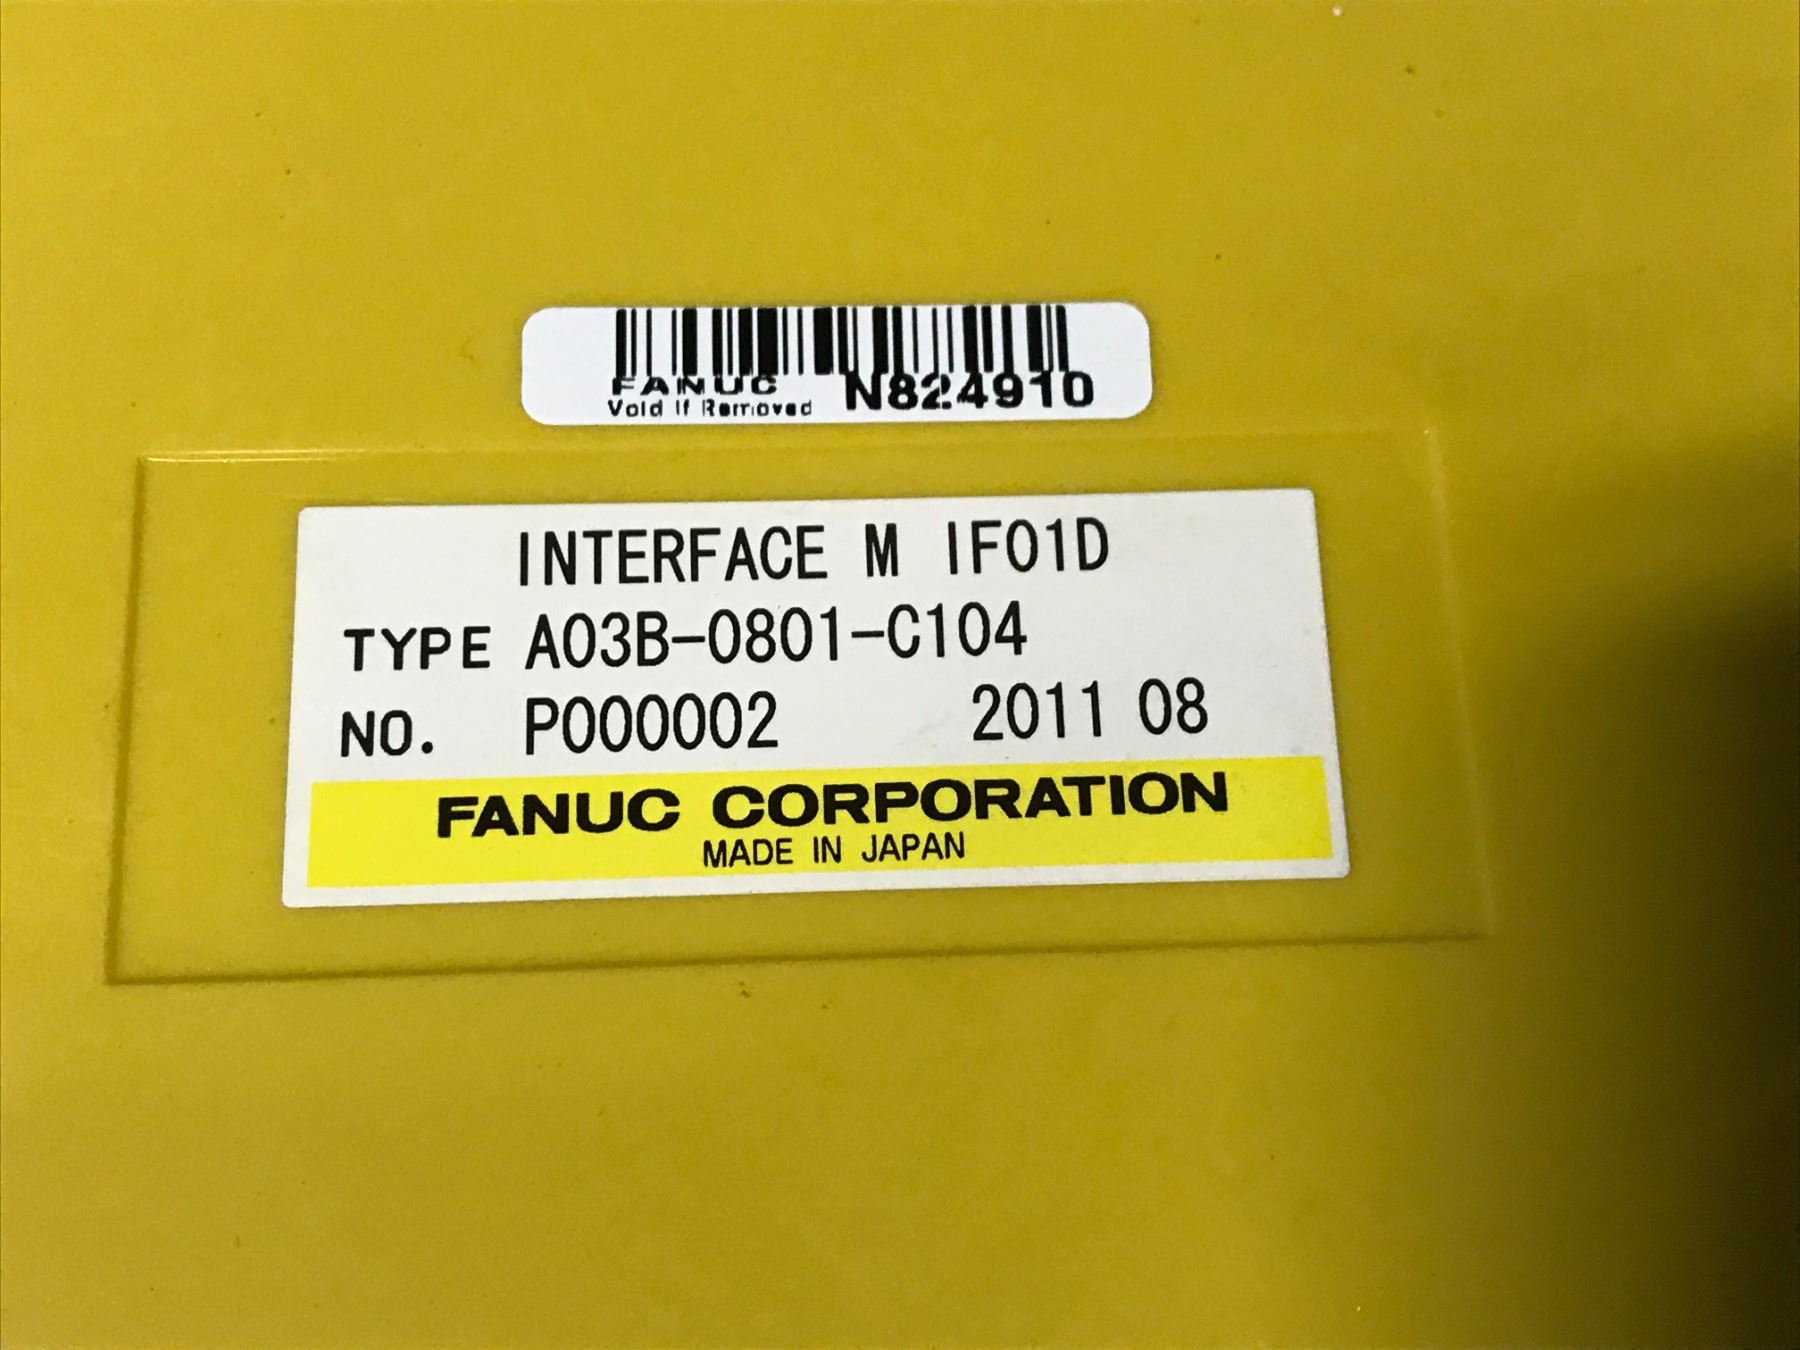 FANUC N824910
Void If Removed
INTERFACE M IF01D
TYPE A03B-0801-C104
NO. P000002 2011 08
FANUC CORPORATION
MADE IN JAPAN